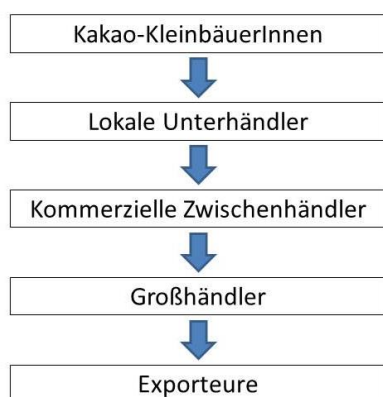 Kakao-KleinbäuerInnen
Lokale Unterhändler
Kommerzielle Zwischenhändler
Großhändler
Exporteure